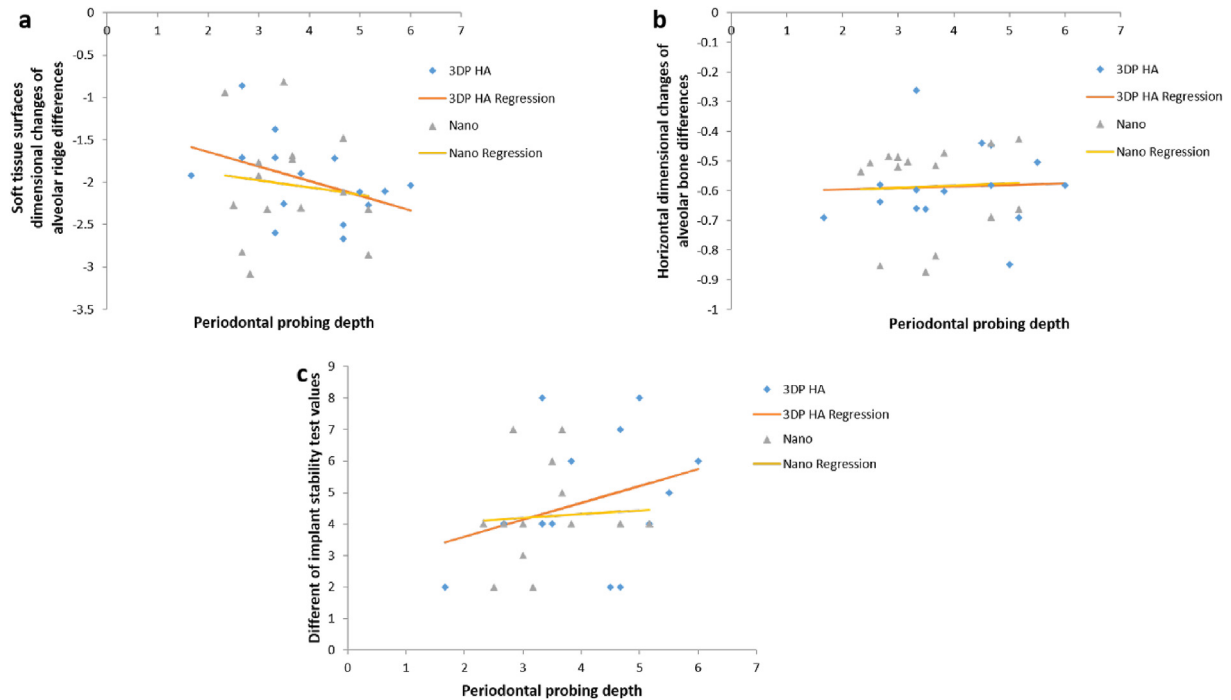 a
0 1 2 3 4 5 6 7
0
-0.5
-1
-1.5
-2
-2.5
-3
-3.5
Soft tissue surfaces
dimensional changes of
alveolar ridge differences
Periodontal probing depth
3DP HA
3DP HA Regression
Nano
Nano Regression
b
0 1 2 3 4 5 6 7
0
-0.1
-0.2
-0.3
-0.4
-0.5
-0.6
-0.7
-0.8
-0.9
-1
Horizontal dimensional changes of
alveolar bone differences
Periodontal probing depth
3DP HA
3DP HA Regression
Nano
Nano Regression
c
9
8
7
6
5
4
3
2
1
0
0 1 2 3 4 5 6 7
Different of implant stability test values
Periodontal probing depth
3DP HA
3DP HA Regression
Nano
Nano Regression